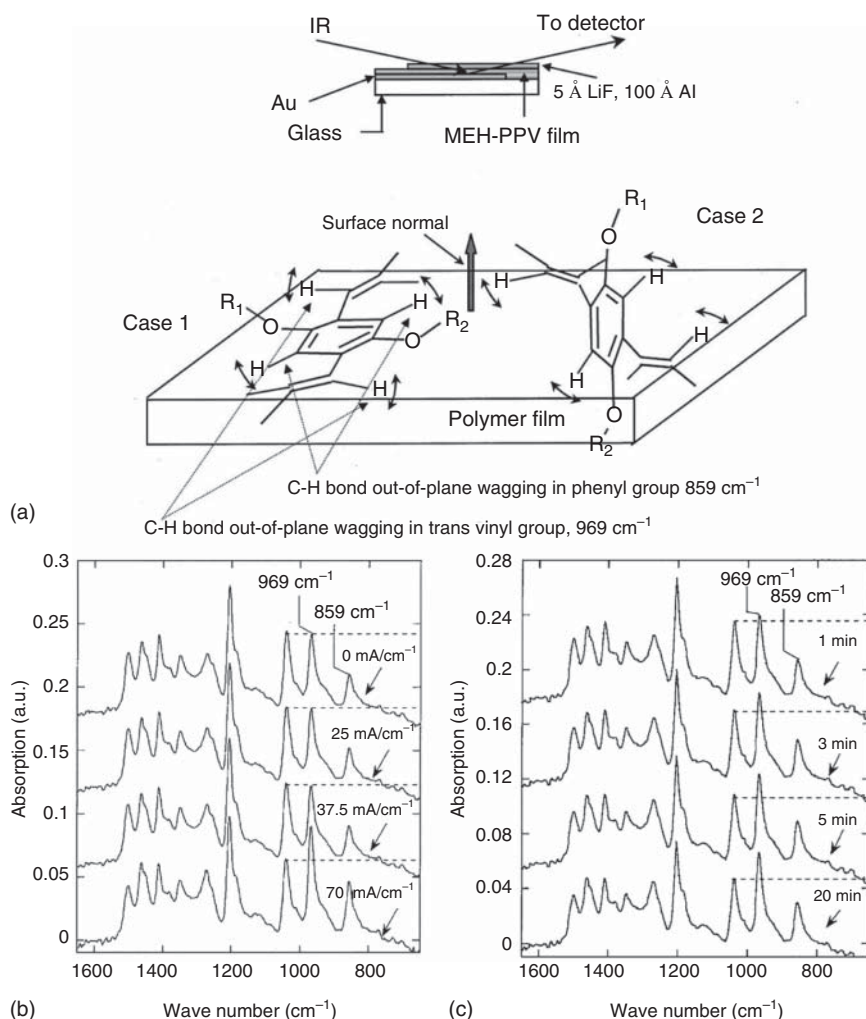 IR
To detector
Au
5 Å LiF, 100 Å Al
Glass
MEH-PPV film
Surface normal
R1
Case 2
O
H
H
H
H
R1
O
Case 1
O
R2
H
H
H
H
Polymer film
O
R2
C-H bond out-of-plane wagging in phenyl group 859 cm⁻¹
(a)
C-H bond out-of-plane wagging in trans vinyl group, 969 cm⁻¹
0.3
969 cm⁻¹
859 cm⁻¹
0.25
0 mA/cm⁻¹
0.2
25 mA/cm⁻¹
0.15
0.1
37.5 mA/cm⁻¹
0.05
70 mA/cm⁻¹
0
Absorption (a.u.)
1600 1400 1200 1000 800
(b)
Wave number (cm⁻¹)
0.28
969 cm⁻¹
859 cm⁻¹
0.24
1 min
0.2
0.16
3 min
0.12
5 min
0.08
0.04
20 min
0
Absorption (a.u.)
1600 1400 1200 1000 800
(c)
Wave number (cm⁻¹)